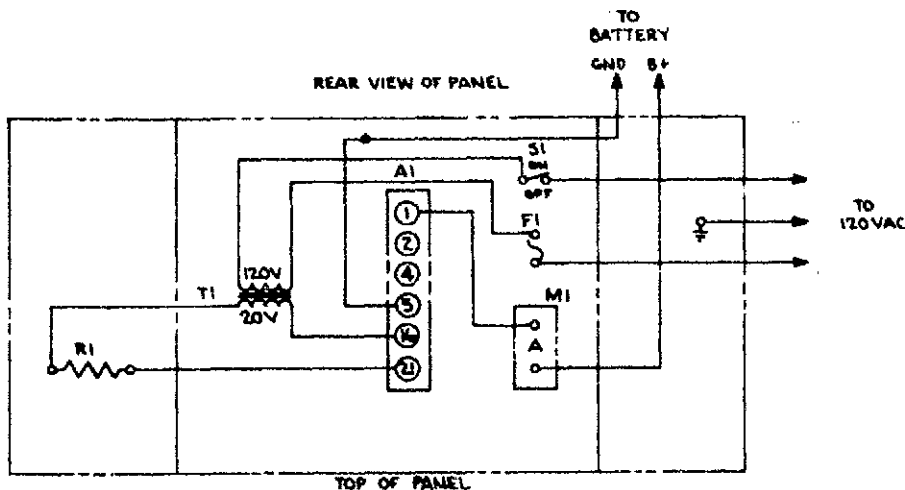 TO
BATTERY
GND B+
REAR VIEW OF PANEL
S1
ON
OFF
A1
F1
TO
120VAC
1
2
4
5
16
21
120V
T1
20V
M1
A
R1
TOP OF PANEL